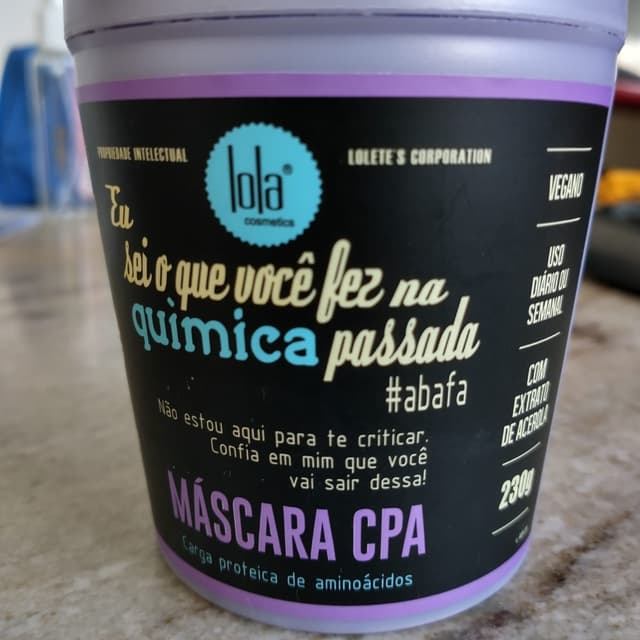 PROPRIEDADE INTELECTUAL
lola®
cosmetics
LOLETE'S CORPORATION
Eu
sei o que você fez na
química passada
#abafa
Não estou aqui para te criticar.
Confia em mim que você
vai sair dessa!
MÁSCARA CPA
Carga proteica de aminoácidos
VEGANO
USO
DIÁRIO OU
SEMANAL
COM
EXTRATO
DE ACEROLA
230g